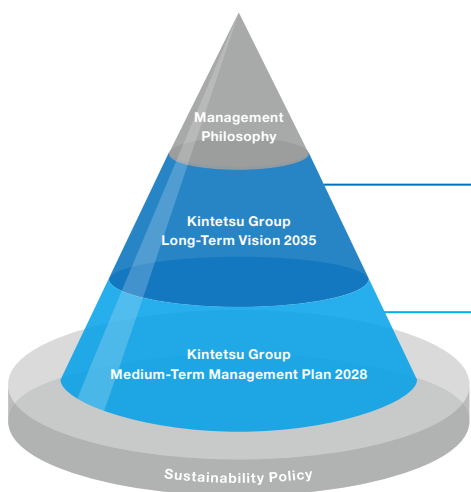 Management
Philosophy
Kintetsu Group
Long-Term Vision 2035
Kintetsu Group
Medium-Term Management Plan 2028
Sustainability Policy